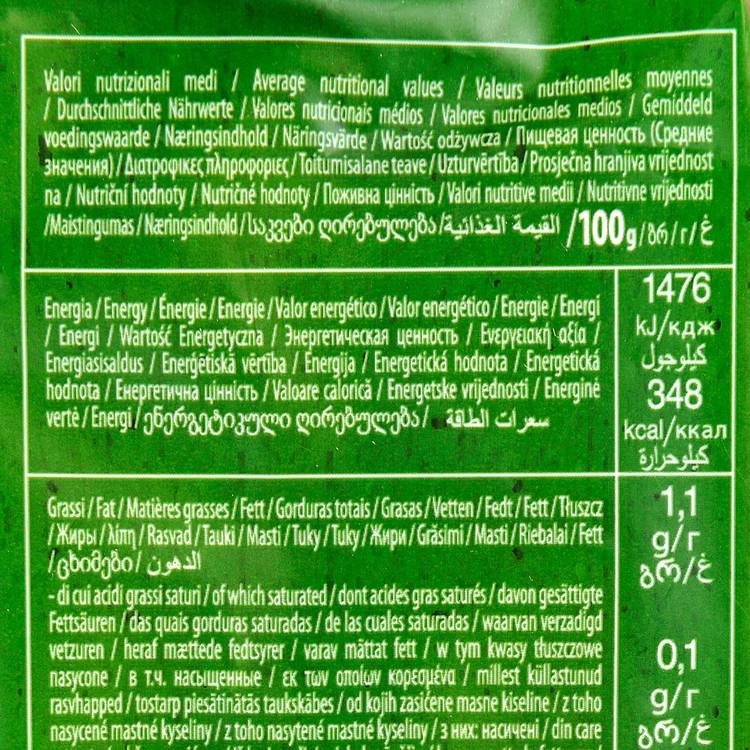 Valori nutrizionali medi / Average nutritional values / Valeurs nutritionnelles moyennes
/ Durchschnittliche Nährwerte / Valores nutricionais médios / Valores nutricionales medios / Gemiddeld
voedingswaarde / Næringsindhold / Näringsvärde / Wartość odżywcza / Пищевая ценность (Средние
значения) / Διατροφικες πληροφοριες / Toitumisalane teave / Uzturvērtība / Prosječna hranjiva vrijednost
na / Nutriční hodnoty / Nutričné hodnoty / Поживна цінність / Valori nutritive medii / Nutritivne vrijednosti
/Maistingumas / Næringsindhold / საკვები ღირებულება /القيمة الغذائية /100g/გრ/г/غ
Energia / Energy / Énergie / Energie / Valor energético / Valor energético / Energie / Energi
/ Energi / Wartość Energetyczna / Энергетическая ценность / Ενεργειακή αξία /
Energiasisaldus / Enerģētiskā vērtība / Energija / Energetická hodnota / Energetická
hodnota / Енергетична цінність / Valoare calorică / Energetske vrijednosti / Energinė
vertė / Energi / ენერგეტიკული ღირებულება / سعرات الطاقة
1476
kJ/кдж
كيلوجول
348
kcal/ккал
كيلوحرارة
Grassi / Fat / Matières grasses / Fett / Gorduras totais / Grasas / Vetten / Fedt / Fett / Tłuszcz
/ Жиры / λίπη / Rasvad / Tauki / Masti / Tuky / Tuky / Жири / Grăsimi / Masti / Riebalai / Fett
/ ცხიმები / الدهون
1,1
g/г
გრ/غ
- di cui acidi grassi saturi / of which saturated / dont acides gras saturés / davon gesättigte
Fettsäuren / das quais gorduras saturadas / de las cuales saturadas / waarvan verzadigd
vetzuren / heraf mættede fedtsyrer / varav mättat fett / w tym kwasy tłuszczowe
nasycone / в т.ч. насыщенные / εκ των οποίων κορεσμένα / millest küllastunud
rasvhapped / tostarp piesātinātās taukskābes / od kojih zasićene masne kiseline / z toho
nasycené mastné kyseliny / z toho nasytené mastné kyseliny / з них: насичені / din care
0,1
g/г
გრ/غ